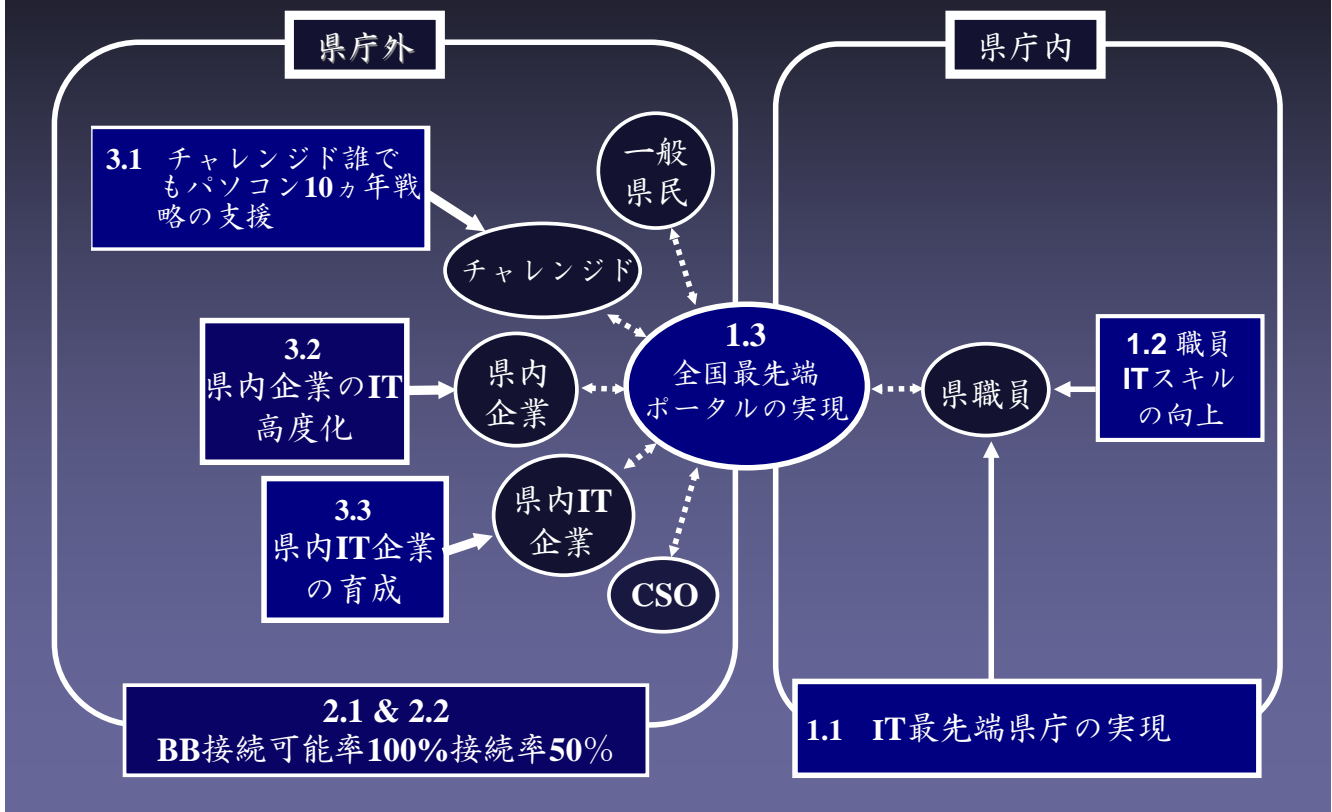 県庁外
県庁内
3.1 チャレンジド誰で
もパソコン10ヵ年戦
略の支援
一般
県民
チャレンジド
3.2
県内企業のIT
高度化
県内
企業
1.3
全国最先端
ポータルの実現
県職員
1.2 職員
ITスキル
の向上
3.3
県内IT企業
の育成
県内IT
企業
CSO
2.1 & 2.2
BB接続可能率100%接続率50%
1.1 IT最先端県庁の実現